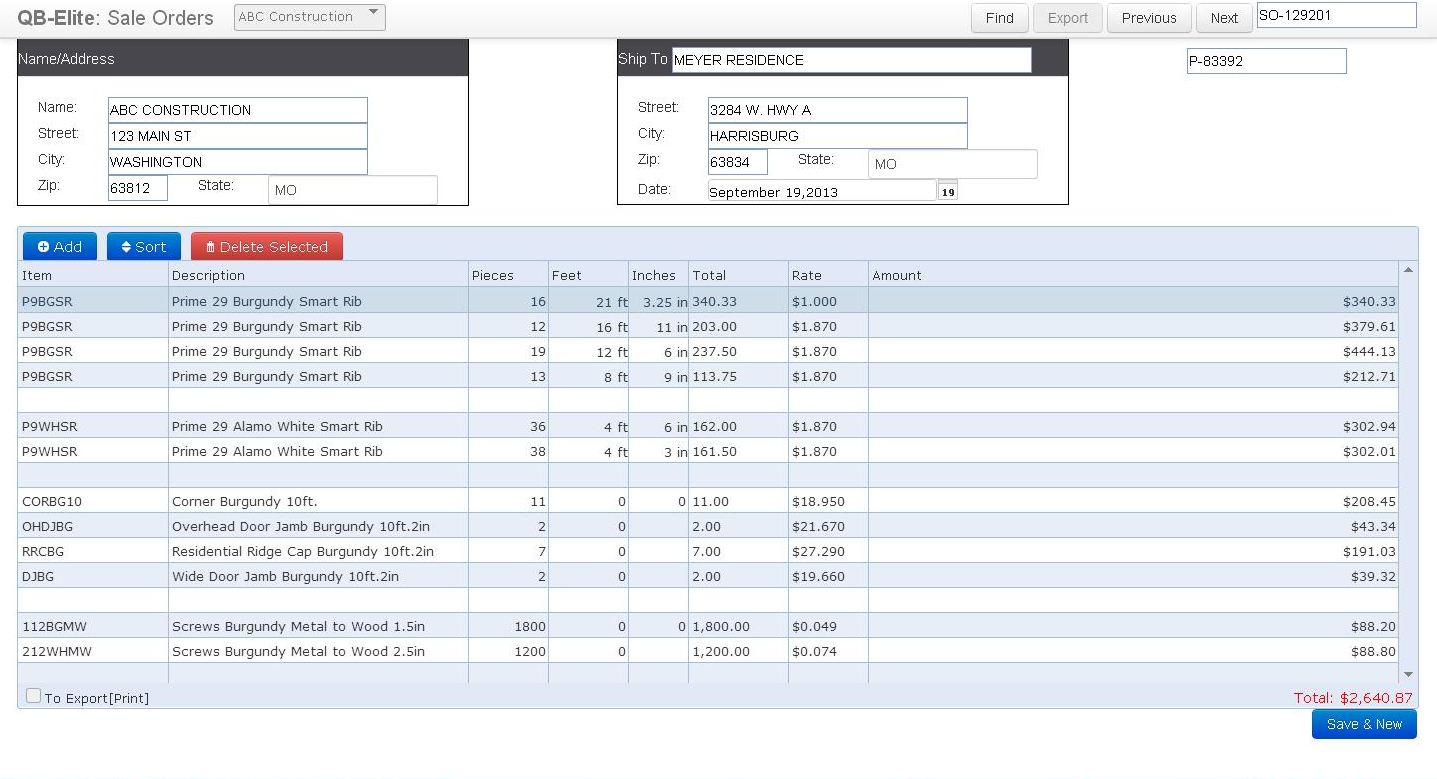 QB-Elite: Sale Orders ABC Construction Find Export Previous Next SO-129201
Name/Address Ship To MEYER RESIDENCE P-83392
Name: ABC CONSTRUCTION Street: 3284 W. HWY A
Street: 123 MAIN ST City: HARRISBURG
City: WASHINGTON Zip: 63834 State: MO
Zip: 63812 State: MO Date: September 19,2013 19
Add Sort Delete Selected
Item Description Pieces Feet Inches Total Rate Amount
P9BGSR Prime 29 Burgundy Smart Rib 16 21 ft 3.25 in 340.33 $1.000 $340.33
P9BGSR Prime 29 Burgundy Smart Rib 12 16 ft 11 in 203.00 $1.870 $379.61
P9BGSR Prime 29 Burgundy Smart Rib 19 12 ft 6 in 237.50 $1.870 $444.13
P9BGSR Prime 29 Burgundy Smart Rib 13 8 ft 9 in 113.75 $1.870 $212.71
P9WHSR Prime 29 Alamo White Smart Rib 36 4 ft 6 in 162.00 $1.870 $302.94
P9WHSR Prime 29 Alamo White Smart Rib 38 4 ft 3 in 161.50 $1.870 $302.01
CORBG10 Corner Burgundy 10ft. 11 0 0 11.00 $18.950 $208.45
OHDJBG Overhead Door Jamb Burgundy 10ft.2in 2 0 2.00 $21.670 $43.34
RRCBG Residential Ridge Cap Burgundy 10ft.2in 7 0 7.00 $27.290 $191.03
DJBG Wide Door Jamb Burgundy 10ft.2in 2 0 2.00 $19.660 $39.32
112BGMW Screws Burgundy Metal to Wood 1.5in 1800 0 0 1,800.00 $0.049 $88.20
212WHMW Screws Burgundy Metal to Wood 2.5in 1200 0 1,200.00 $0.074 $88.80
To Export[Print] Total: $2,640.87
Save & New